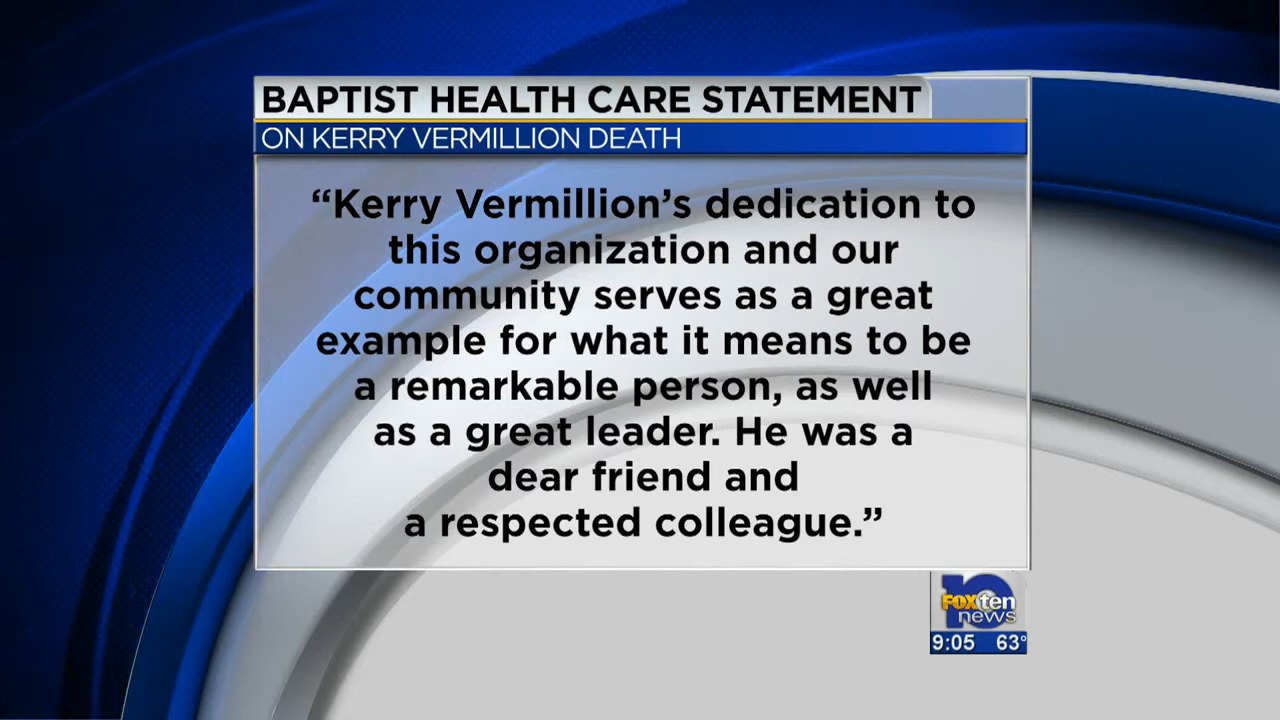 BAPTIST HEALTH CARE STATEMENT
ON KERRY VERMILLION DEATH
“Kerry Vermillion’s dedication to
this organization and our
community serves as a great
example for what it means to be
a remarkable person, as well
as a great leader. He was a
dear friend and
a respected colleague.”
10
FOX ten
news
9:05 63°